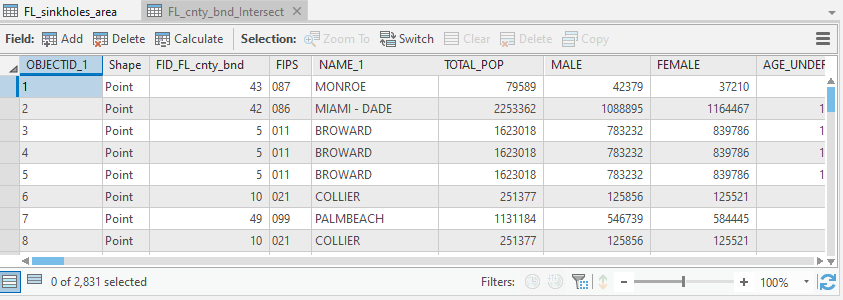 FL_sinkholes_area FL_cnty_bnd_Intersect
Field: Add Delete Calculate Selection: Zoom To Switch Clear Delete Copy
OBJECTID_1 Shape FID_FL_cnty_bnd FIPS NAME_1 TOTAL_POP MALE FEMALE AGE_UNDER
1 Point 43 087 MONROE 79589 42379 37210
2 Point 42 086 MIAMI - DADE 2253362 1088895 1164467 1
3 Point 5 011 BROWARD 1623018 783232 839786 1
4 Point 5 011 BROWARD 1623018 783232 839786 1
5 Point 5 011 BROWARD 1623018 783232 839786 1
6 Point 10 021 COLLIER 251377 125856 125521
7 Point 49 099 PALMBEACH 1131184 546739 584445
8 Point 10 021 COLLIER 251377 125856 125521
0 of 2,831 selected Filters: 100%